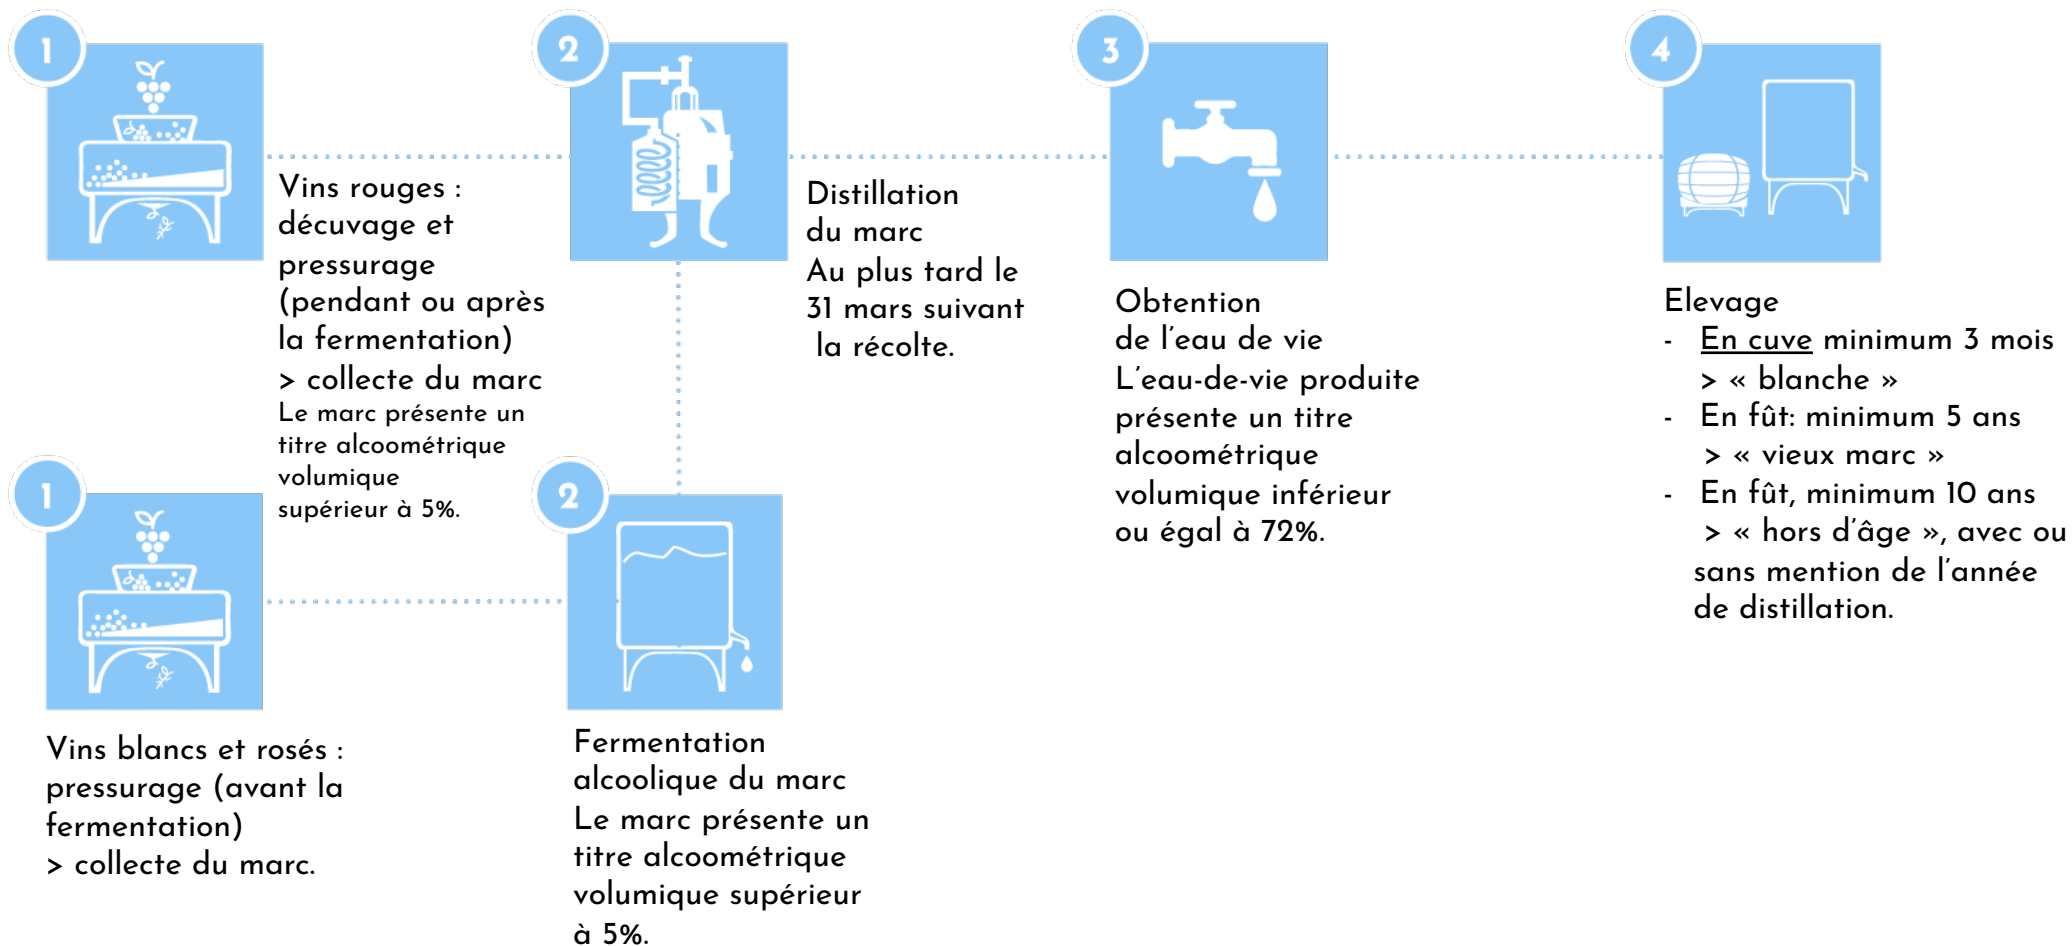 1
Vins rouges :
décuvage et
pressurage
(pendant ou après
la fermentation)
> collecte du marc
Le marc présente un
titre alcoométrique
volumique
supérieur à 5%.
2
Distillation
du marc
Au plus tard le
31 mars suivant
la récolte.
3
Obtention
de l'eau de vie
L'eau-de-vie produite
présente un titre
alcoométrique
volumique inférieur
ou égal à 72%.
4
Elevage
- En cuve minimum 3 mois
> « blanche »
- En fût: minimum 5 ans
> « vieux marc »
- En fût, minimum 10 ans
> « hors d'âge », avec ou
sans mention de l'année
de distillation.
1
Vins blancs et rosés :
pressurage (avant la
fermentation)
> collecte du marc.
2
Fermentation
alcoolique du marc
Le marc présente un
titre alcoométrique
volumique supérieur
à 5%.